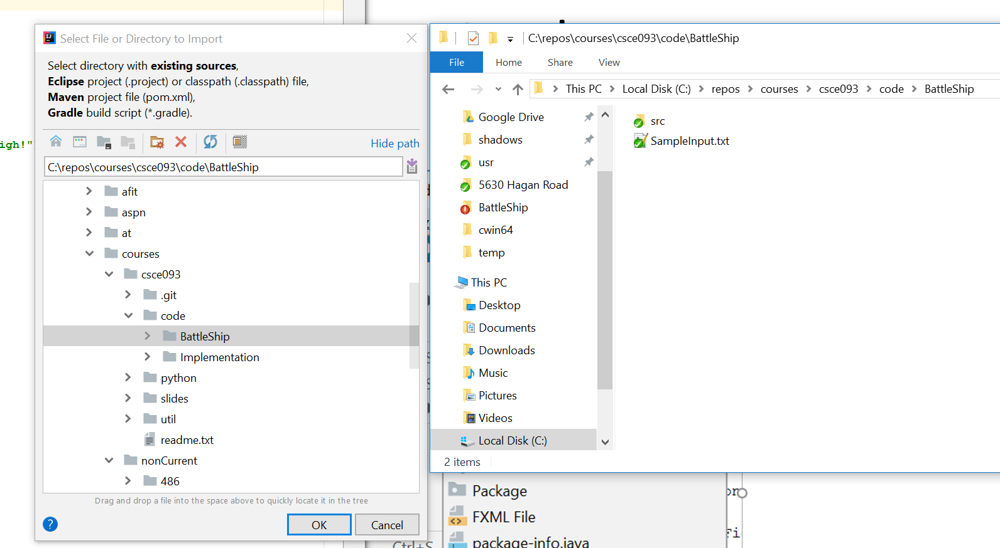 Select File or Directory to Import
Select directory with existing sources,
Eclipse project (.project) or classpath (.classpath) file,
Maven project file (pom.xml),
Gradle build script (*.gradle).
igh!"
Hide path
C:\repos\courses\csce093\code\BattleShip
afit
aspn
at
courses
csce093
.git
code
BattleShip
Implementation
python
slides
util
readme.txt
nonCurrent
486
Drag and drop a file into the space above to quickly locate it in the tree
?
OK
Cancel
C:\repos\courses\csce093\code\BattleShip
File
Home
Share
View
This PC
Local Disk (C:)
repos
courses
csce093
code
BattleShip
Google Drive
shadows
usr
5630 Hagan Road
BattleShip
cwin64
temp
This PC
Desktop
Documents
Downloads
Music
Pictures
Videos
Local Disk (C:)
src
SampleInput.txt
2 items
Package
FXML File
package-info.java
Ctrl+S